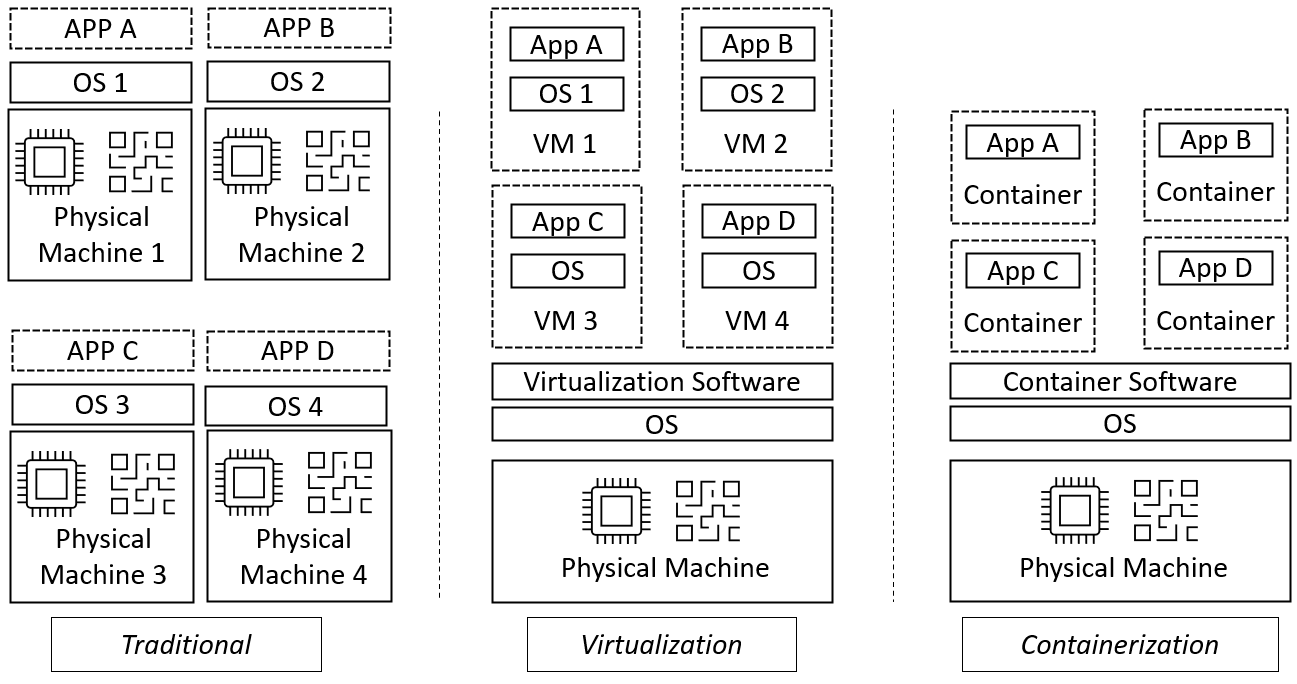 APP A
APP B
OS 1
OS 2
Physical
Machine 1
Physical
Machine 2
APP C
APP D
OS 3
OS 4
Physical
Machine 3
Physical
Machine 4
Traditional
App A
OS 1
VM 1
App B
OS 2
VM 2
App C
OS
VM 3
App D
OS
VM 4
Virtualization Software
OS
Physical Machine
Virtualization
App A
Container
App B
Container
App C
Container
App D
Container
Container Software
OS
Physical Machine
Containerization